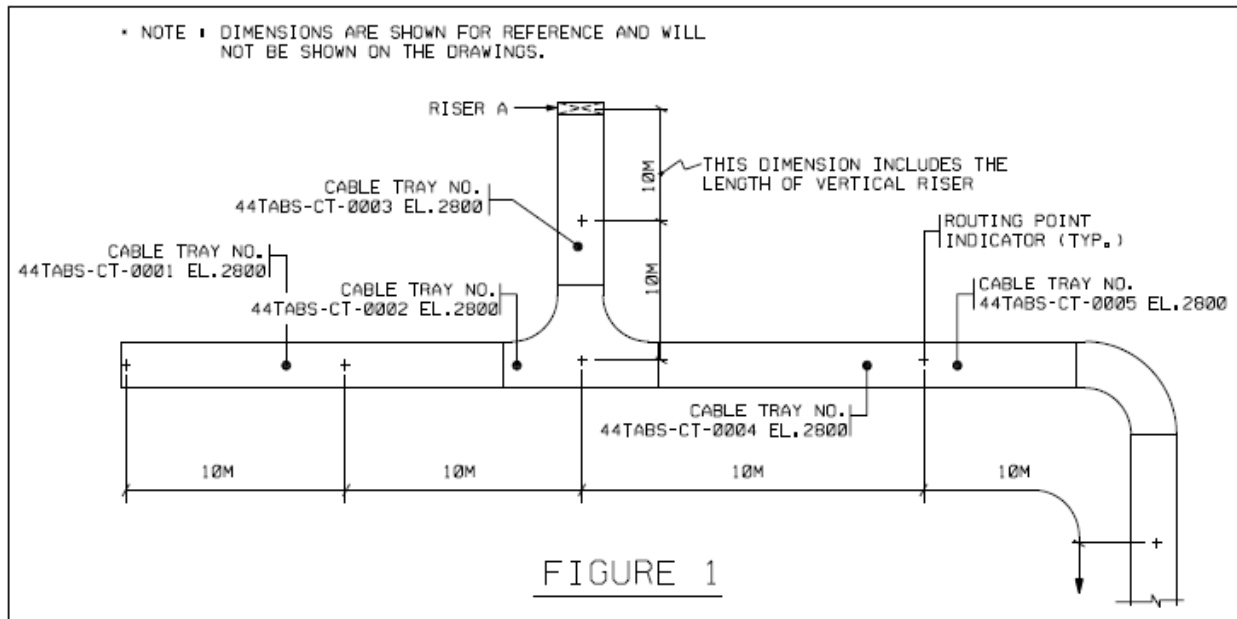 * NOTE : DIMENSIONS ARE SHOWN FOR REFERENCE AND WILL
NOT BE SHOWN ON THE DRAWINGS.
RISER A
><
10M
THIS DIMENSION INCLUDES THE
LENGTH OF VERTICAL RISER
CABLE TRAY NO.
44TABS-CT-0003 EL.2800
ROUTING POINT
INDICATOR (TYP.)
CABLE TRAY NO.
44TABS-CT-0001 EL.2800
CABLE TRAY NO.
44TABS-CT-0002 EL.2800
10M
CABLE TRAY NO.
44TABS-CT-0005 EL.2800
CABLE TRAY NO.
44TABS-CT-0004 EL.2800
10M
10M
10M
10M
FIGURE 1